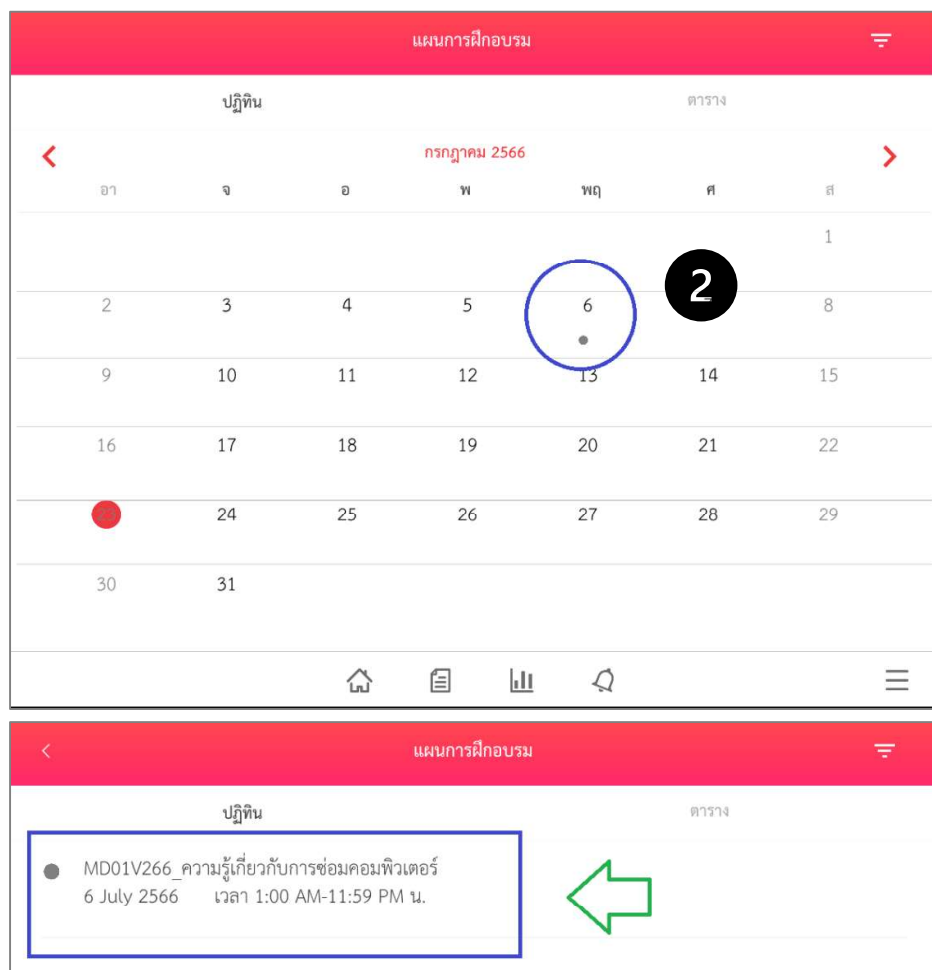 แผนการฝึกอบรม
ปฏิทิน ตาราง
กรกฎาคม 2566
อา จ อ พ พฤ ศ ส
1
2 3 4 5 6 2 8
9 10 11 12 13 14 15
16 17 18 19 20 21 22
23 24 25 26 27 28 29
30 31
แผนการฝึกอบรม
ปฏิทิน ตาราง
MD01V266_ความรู้เกี่ยวกับการซ่อมคอมพิวเตอร์
6 July 2566 เวลา 1:00 AM-11:59 PM น.